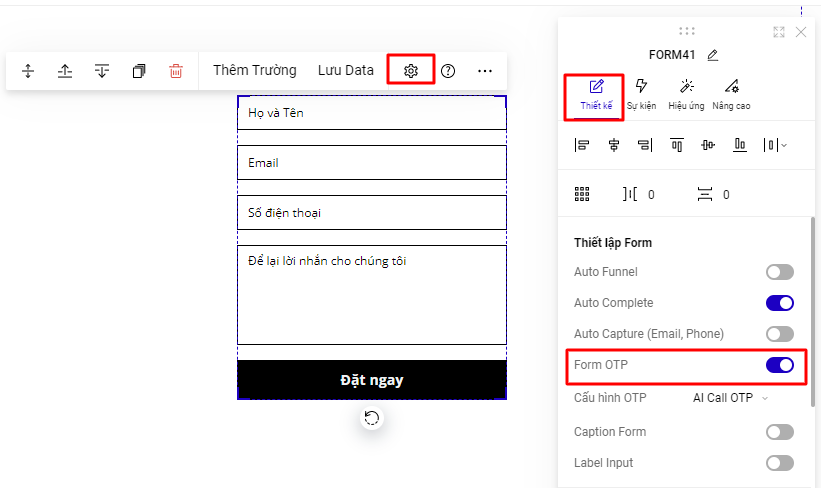 FORM41
Thêm Trường Lưu Data
Thiết kế Sự kiện Hiệu ứng Nâng cao
Họ và Tên
Email
Số điện thoại
Để lại lời nhắn cho chúng tôi
Đặt ngay
0 0
Thiết lập Form
Auto Funnel
Auto Complete
Auto Capture (Email, Phone)
Form OTP
Cấu hình OTP AI Call OTP
Caption Form
Label Input